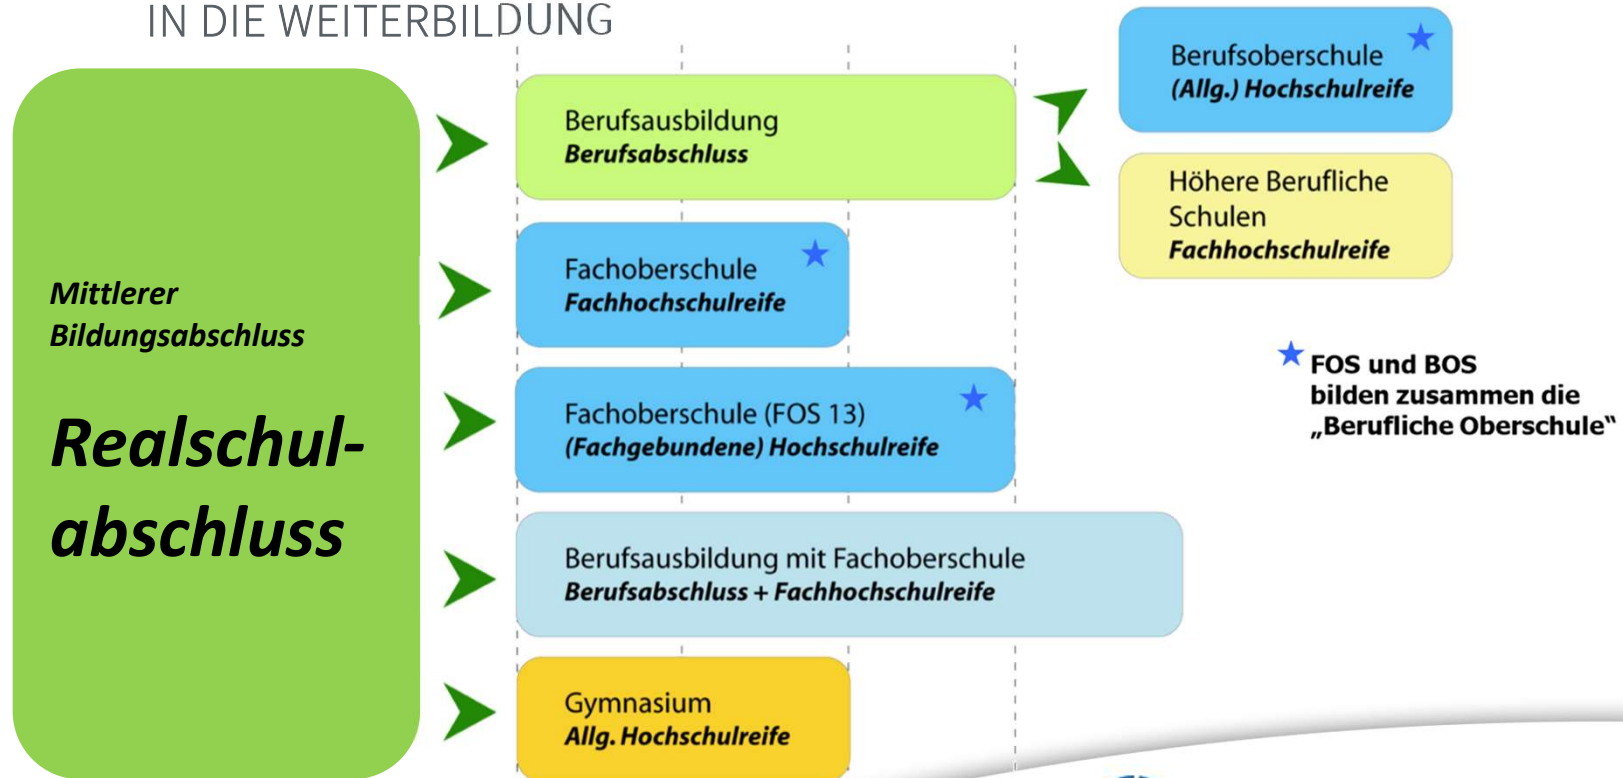 IN DIE WEITERBILDUNG
Mittlerer
Bildungsabschluss
Realschul-
abschluss
Berufsausbildung
Berufsabschluss
Berufsoberschule
(Allg.) Hochschulreife
Höhere Berufliche
Schulen
Fachhochschulreife
Fachoberschule
Fachhochschulreife
Fachoberschule (FOS 13)
(Fachgebundene) Hochschulreife
FOS und BOS
bilden zusammen die
„Berufliche Oberschule“
Berufsausbildung mit Fachoberschule
Berufsabschluss + Fachhochschulreife
Gymnasium
Allg. Hochschulreife